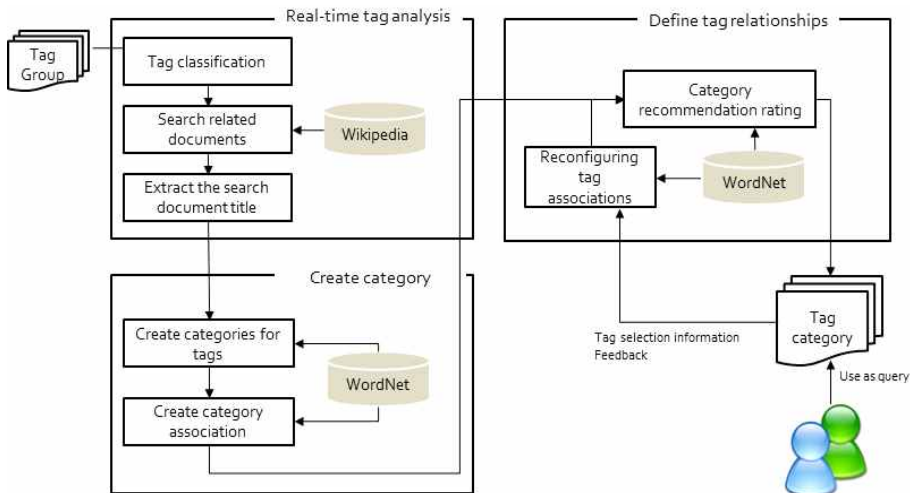 Real-time tag analysis
Tag
Group
Tag classification
Search related
documents
Wikipedia
Extract the search
document title
Create category
Create categories for
tags
WordNet
Create category
association
Define tag relationships
Category
recommendation rating
Reconfiguring
tag
associations
WordNet
Tag
category
Tag selection information
Feedback
Use as query